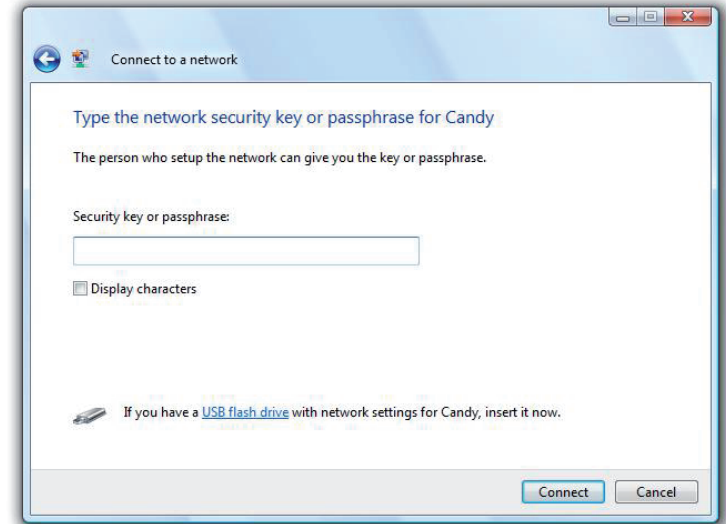 Connect to a network
Type the network security key or passphrase for Candy
The person who setup the network can give you the key or passphrase.
Security key or passphrase:
Display characters
If you have a USB flash drive with network settings for Candy, insert it now.
Connect Cancel